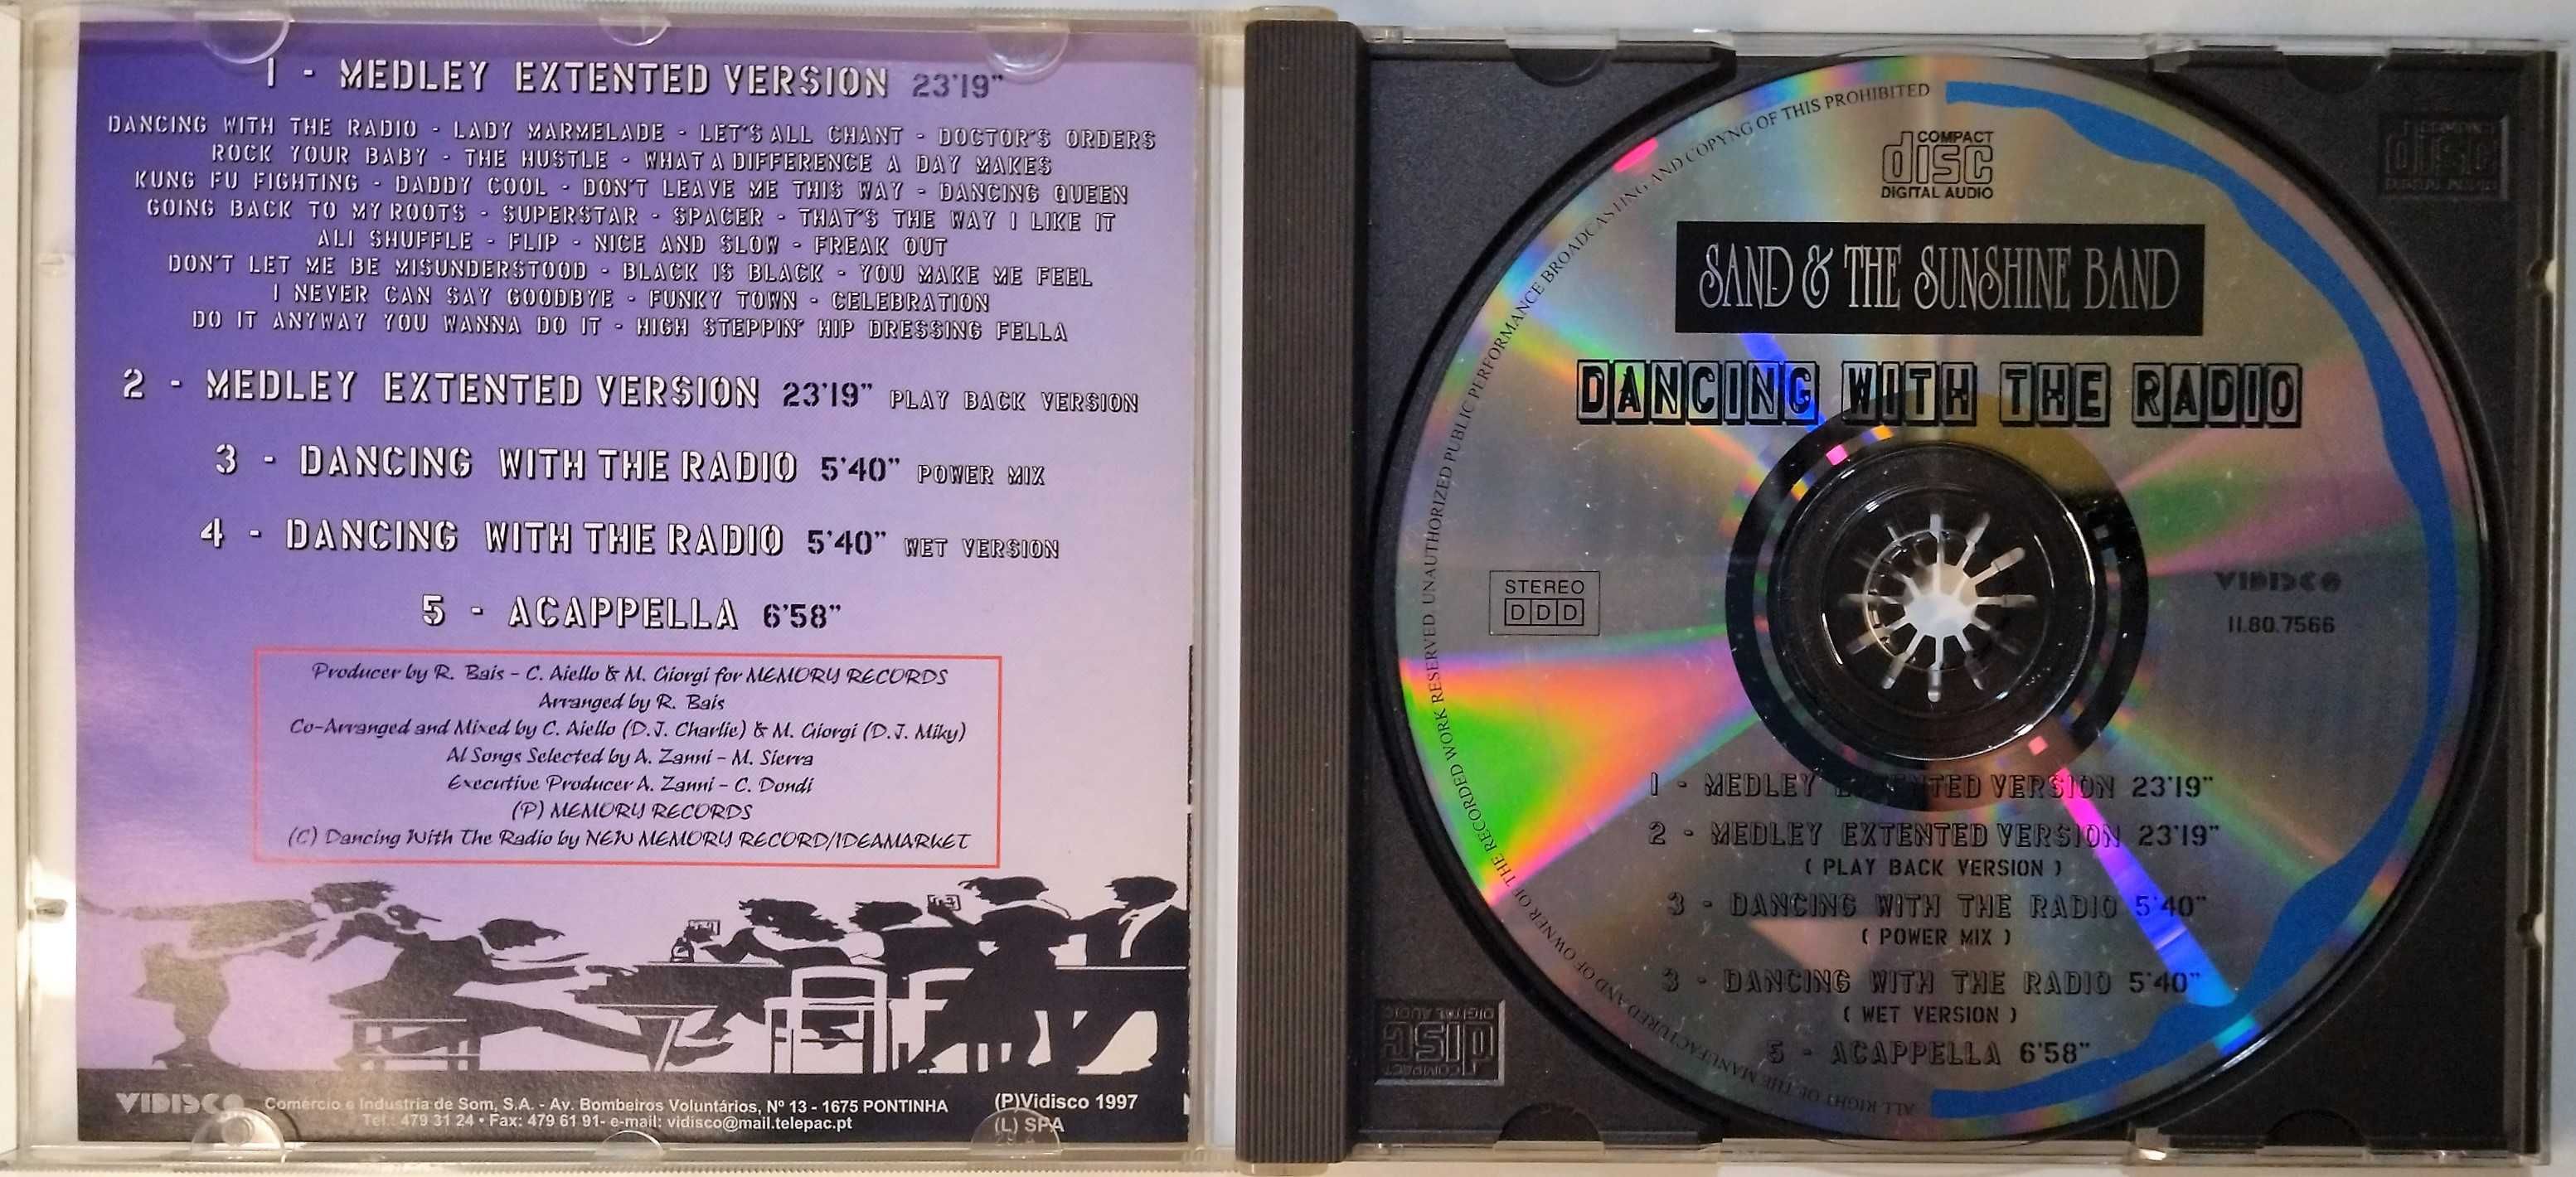 1 - MEDLEY EXTENTED VERSION 23'19"
DANCING WITH THE RADIO - LADY MARMELADE - LET'S ALL CHANT - DOCTOR'S ORDERS
ROCK YOUR BABY - THE HUSTLE - WHAT A DIFFERENCE A DAY MAKES
KUNG FU FIGHTING - DADDY COOL - DON'T LEAVE ME THIS WAY - DANCING QUEEN
GOING BACK TO MY ROOTS - SUPERSTAR - SPACER - THAT'S THE WAY I LIKE IT
ALI SHUFFLE - FLIP - NICE AND SLOW - FREAK OUT
DON'T LET ME BE MISUNDERSTOOD - BLACK IS BLACK - YOU MAKE ME FEEL
I NEVER CAN SAY GOODBYE - FUNKY TOWN - CELEBRATION
DO IT ANYWAY YOU WANNA DO IT - HIGH STEPPIN' HIP DRESSING FELLA
2 - MEDLEY EXTENTED VERSION 23'19" PLAY BACK VERSION
3 - DANCING WITH THE RADIO 5'40" POWER MIX
4 - DANCING WITH THE RADIO 5'40" WET VERSION
5 - ACAPPELLA 6'58"
Producer by R. Bais - C. Aiello & M. Giorgi for MEMORY RECORDS
Arranged by R. Bais
Co-Arranged and Mixed by C. Aiello (D.J. Charlie) & M. Giorgi (D.J. Miky)
Al Songs Selected by A. Zanni - M. Sierra
Executive Producer A. Zanni - C. Dondi
(P) MEMORY RECORDS
(C) Dancing With The Radio by NEW MEMORY RECORD/IDEAMARKET
VIDISCO Comércio e Industria de Som, S.A. - Av. Bombeiros Voluntários, Nº 13 - 1675 PONTINHA
Tel.: 479 31 24 • Fax: 479 61 91- e-mail: vidisco@mail.telepac.pt
(P)Vidisco 1997
(L) SPA
ALL RIGHT OF THE MANUFACTURED AND OF OWNER OF THE RECORDED WORK RESERVED UNAUTHORIZED PUBLIC PERFORMANCE BROADCASTING AND COPYNG OF THIS PROHIBITED
COMPACT
disc
DIGITAL AUDIO
SAND & THE SUNSHINE BAND
DANCING WITH THE RADIO
STEREO
DDD
VIDISCO
11.80.7566
1 - MEDLEY EXTENTED VERSION 23'19"
2 - MEDLEY EXTENTED VERSION 23'19"
( PLAY BACK VERSION )
3 - DANCING WITH THE RADIO 5'40"
( POWER MIX )
3 - DANCING WITH THE RADIO 5'40"
( WET VERSION )
5 - ACAPPELLA 6'58"
COMPACT
disc
DIGITAL AUDIO
COMPACT
disc
DIGITAL AUDIO